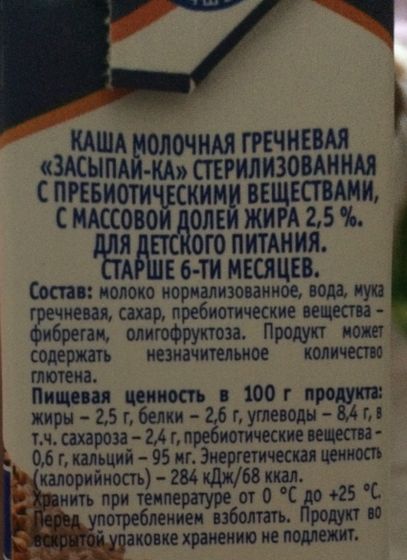 КАША МОЛОЧНАЯ ГРЕЧНЕВАЯ
«ЗАСЫПАЙ-КА» СТЕРИЛИЗОВАННАЯ
С ПРЕБИОТИЧЕСКИМИ ВЕЩЕСТВАМИ,
С МАССОВОЙ ДОЛЕЙ ЖИРА 2,5 %.
ДЛЯ ДЕТСКОГО ПИТАНИЯ.
СТАРШЕ 6-ТИ МЕСЯЦЕВ.
Состав: молоко нормализованное, вода, мука
гречневая, сахар, пребиотические вещества -
фибрегам, олигофруктоза. Продукт может
содержать незначительное количество
глютена.
Пищевая ценность в 100 г продукта:
жиры – 2,5 г, белки – 2,6 г, углеводы – 8,4 г, в
т.ч. сахароза – 2,4 г, пребиотические вещества -
0,6 г, кальций – 95 мг. Энергетическая ценность
(калорийность) – 284 кДж/68 ккал.
Хранить при температуре от 0 °С до +25 °С.
Перед употреблением взболтать. Продукт во
вскрытой упаковке хранению не подлежит.